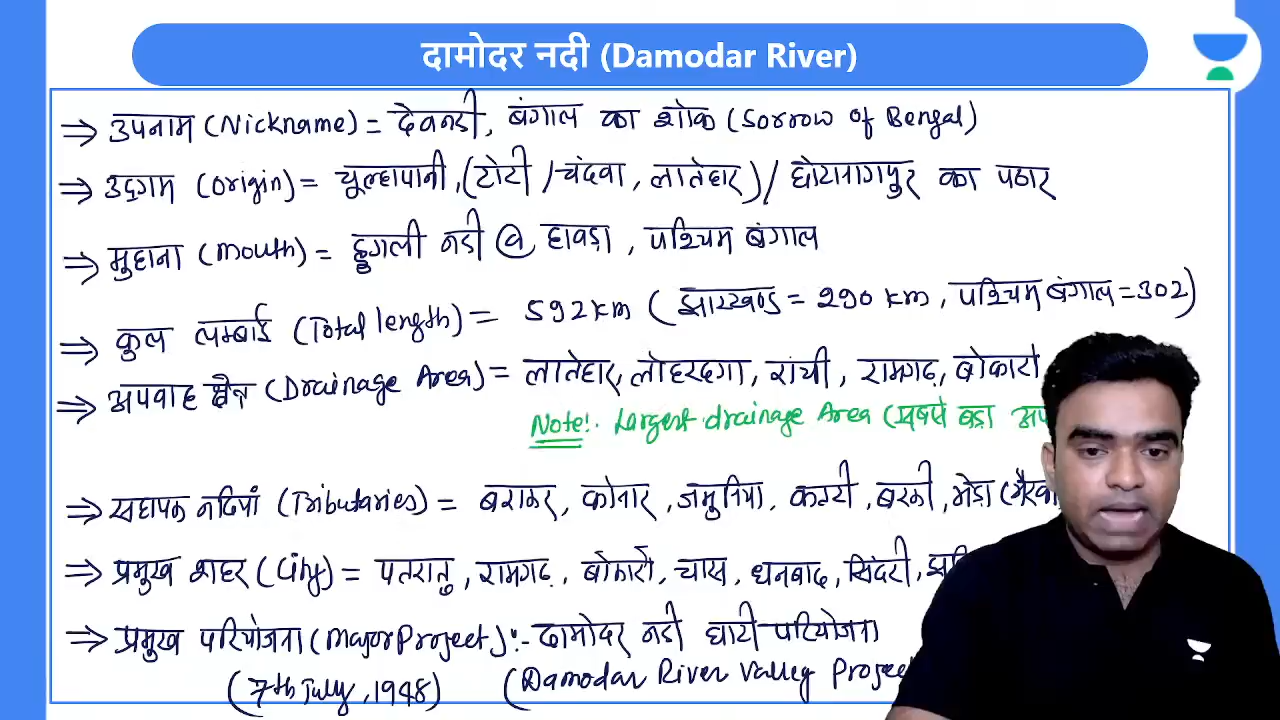 दामोदर नदी (Damodar River)
⇒ उपनाम (Nickname) = देवनदी, बंगाल का शोक (Sorrow of Bengal)
⇒ उद्गम (Origin) = चूल्हापानी, (टोरी / चंदवा, लातेहार) / छोटानागपुर का पठार
⇒ मुहाना (Mouth) = हुगली नदी @ हावड़ा, पश्चिम बंगाल
⇒ कुल लम्बाई (Total length) = 592 km (झारखण्ड = 290 km, पश्चिम बंगाल = 302)
⇒ अपवाह क्षेत्र (Drainage Area) = लातेहार, लोहरदगा, रांची, रामगढ़, बोकारो
Note:- Largest drainage Area (सबसे बड़ा
⇒ सहायक नदियां (Tributaries) = बराकर, कोनार, जमुनिया, कतरी, बरकी, भेड़ा
⇒ प्रमुख शहर (City) = पतरातु, रामगढ़, बोकारो, चास, धनबाद, सिंदरी,
⇒ प्रमुख परियोजना (Major Project) :- दामोदर नदी घाटी परियोजना
(7th July, 1948) (Damodar River Valley Project